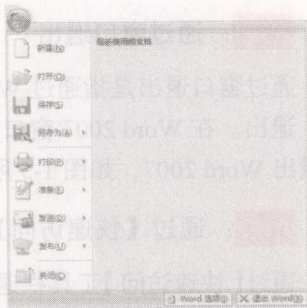 新建(N)
最近使用的文档
打开(O)
保存(S)
另存为(A)
打印(P)
准备(E)
发送(D)
发布(U)
关闭(C)
Word 选项(I)
退出 Word(X)